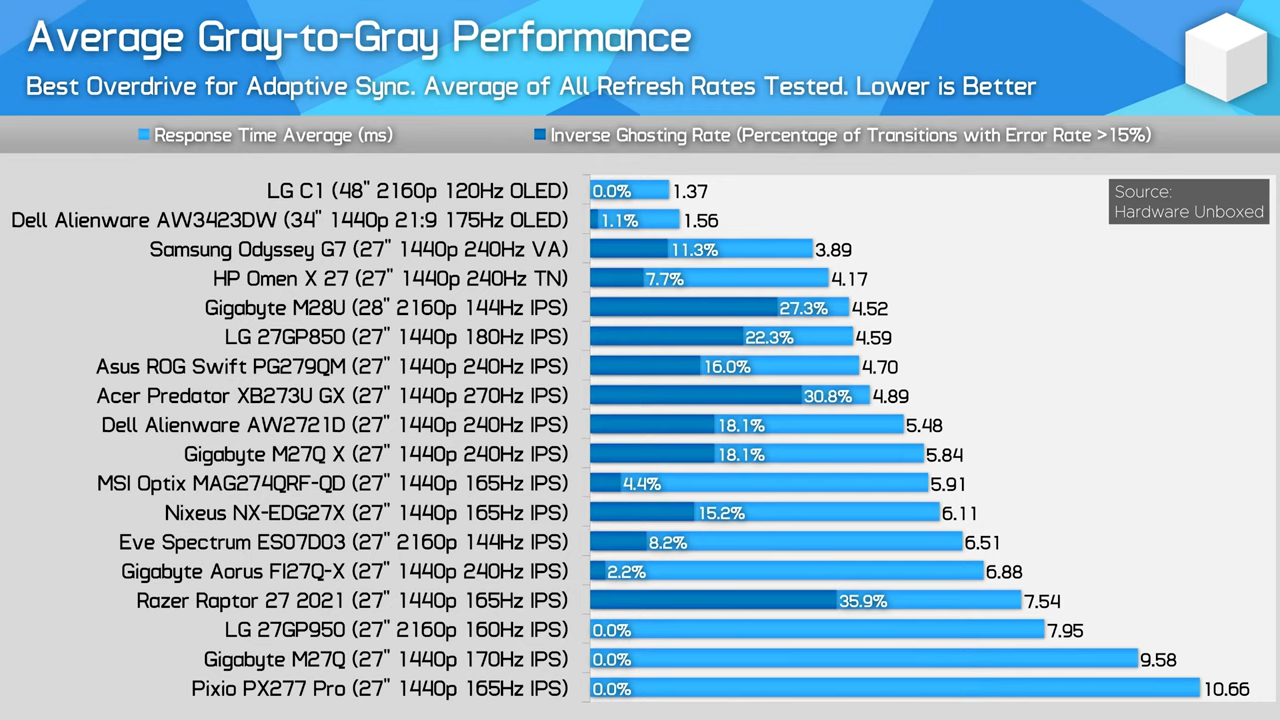 Average Gray-to-Gray Performance
Best Overdrive for Adaptive Sync. Average of All Refresh Rates Tested. Lower is Better
Response Time Average (ms) Inverse Ghosting Rate (Percentage of Transitions with Error Rate >15%)
Source:
Hardware Unboxed
LG C1 (48" 2160p 120Hz OLED) 0.0% 1.37
Dell Alienware AW3423DW (34" 1440p 21:9 175Hz OLED) 1.1% 1.56
Samsung Odyssey G7 (27" 1440p 240Hz VA) 11.3% 3.89
HP Omen X 27 (27" 1440p 240Hz TN) 7.7% 4.17
Gigabyte M28U (28" 2160p 144Hz IPS) 27.3% 4.52
LG 27GP850 (27" 1440p 180Hz IPS) 22.3% 4.59
Asus ROG Swift PG279QM (27" 1440p 240Hz IPS) 16.0% 4.70
Acer Predator XB273U GX (27" 1440p 270Hz IPS) 30.8% 4.89
Dell Alienware AW2721D (27" 1440p 240Hz IPS) 18.1% 5.48
Gigabyte M27Q X (27" 1440p 240Hz IPS) 18.1% 5.84
MSI Optix MAG274QRF-QD (27" 1440p 165Hz IPS) 4.4% 5.91
Nixeus NX-EDG27X (27" 1440p 165Hz IPS) 15.2% 6.11
Eve Spectrum ES07D03 (27" 2160p 144Hz IPS) 8.2% 6.51
Gigabyte Aorus FI27Q-X (27" 1440p 240Hz IPS) 2.2% 6.88
Razer Raptor 27 2021 (27" 1440p 165Hz IPS) 35.9% 7.54
LG 27GP950 (27" 2160p 160Hz IPS) 0.0% 7.95
Gigabyte M27Q (27" 1440p 170Hz IPS) 0.0% 9.58
Pixio PX277 Pro (27" 1440p 165Hz IPS) 0.0% 10.66